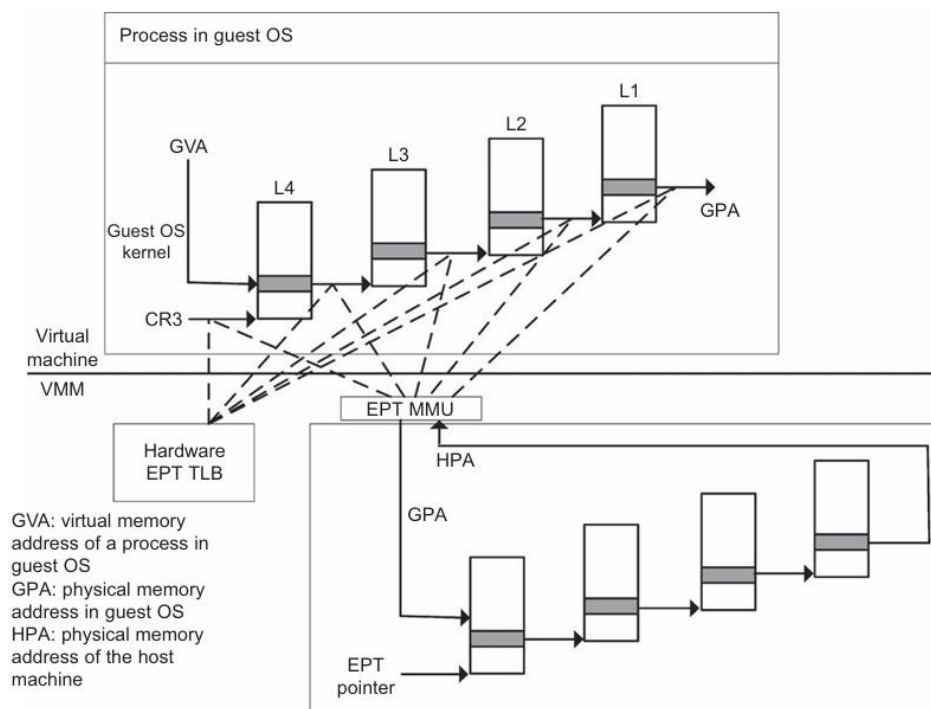 Process in guest OS
L1
L2
L3
GVA
L4
GPA
Guest OS
kernel
CR3
Virtual
machine
VMM
EPT MMU
Hardware
EPT TLB
HPA
GPA
GVA: virtual memory
address of a process in
guest OS
GPA: physical memory
address in guest OS
HPA: physical memory
address of the host
machine
EPT
pointer